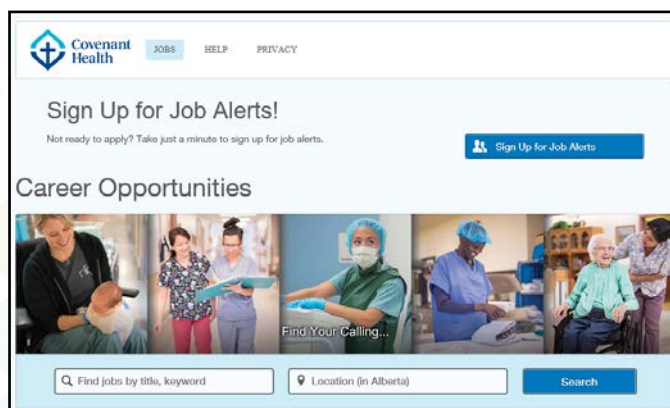 Covenant
Health
JOBS HELP PRIVACY
Sign Up for Job Alerts!
Not ready to apply? Take just a minute to sign up for job alerts.
Sign Up for Job Alerts
Career Opportunities
Find Your Calling...
Find jobs by title, keyword
Location (in Alberta)
Search